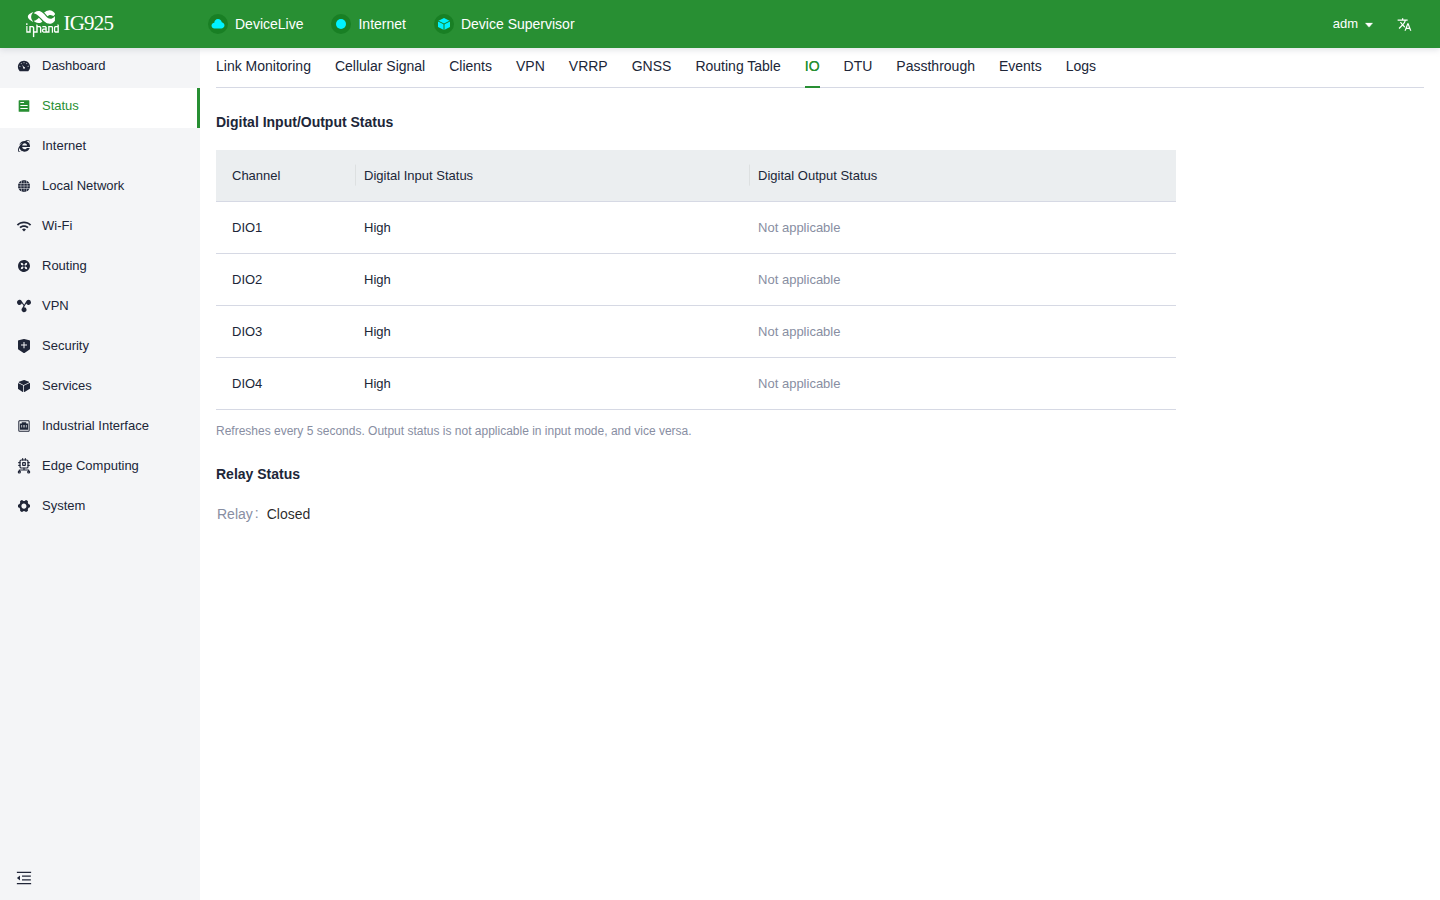 inhand IG925
DeviceLive Internet Device Supervisor adm
Dashboard
Status
Internet
Local Network
Wi-Fi
Routing
VPN
Security
Services
Industrial Interface
Edge Computing
System
Link Monitoring Cellular Signal Clients VPN VRRP GNSS Routing Table IO DTU Passthrough Events Logs
Digital Input/Output Status
Channel Digital Input Status Digital Output Status
DIO1 High Not applicable
DIO2 High Not applicable
DIO3 High Not applicable
DIO4 High Not applicable
Refreshes every 5 seconds. Output status is not applicable in input mode, and vice versa.
Relay Status
Relay: Closed